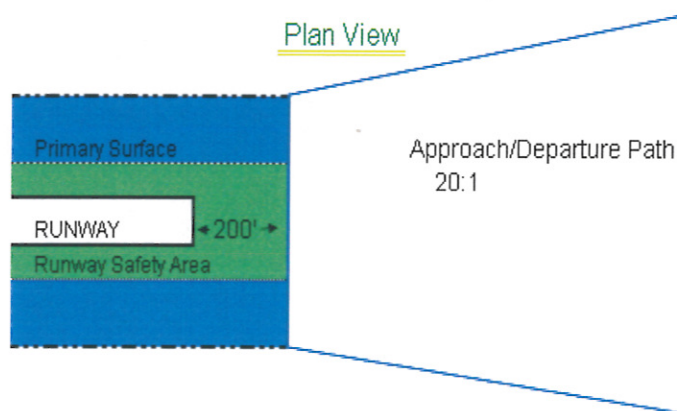 Plan View
Primary Surface
Approach/Departure Path
20:1
RUNWAY
200'
Runway Safety Area